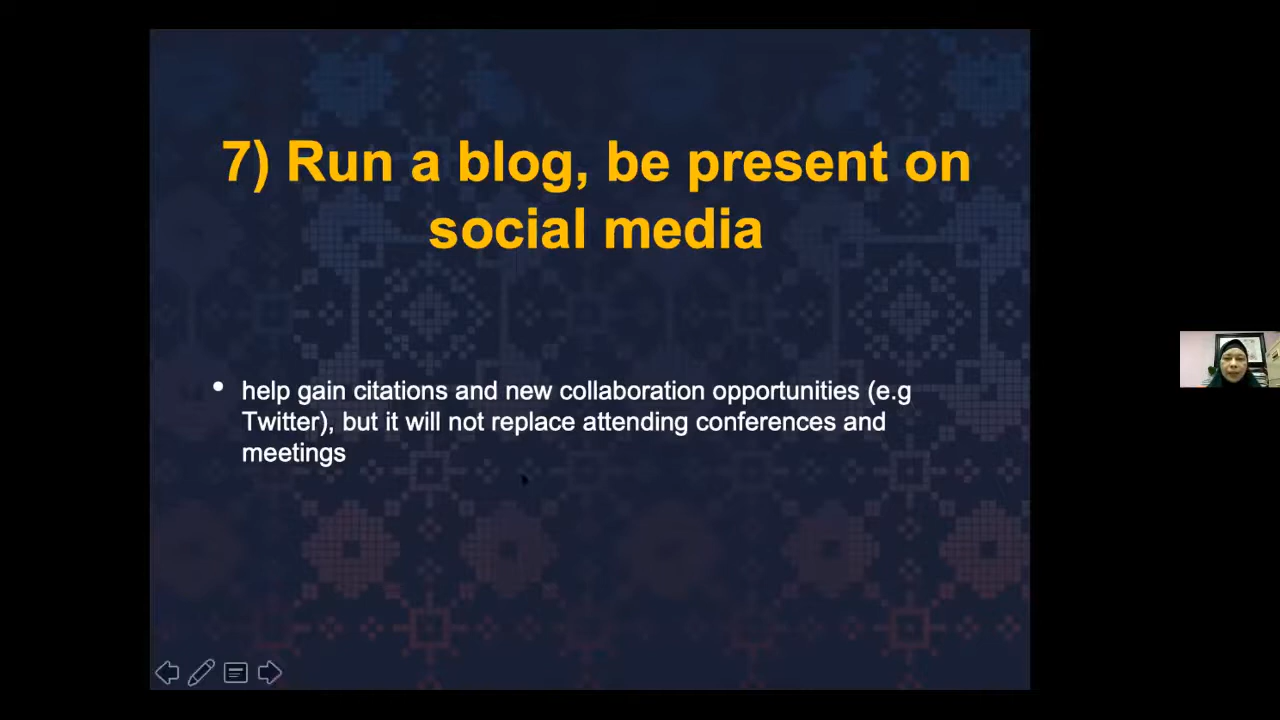 7) Run a blog, be present on
social media
• help gain citations and new collaboration opportunities (e.g
Twitter), but it will not replace attending conferences and
meetings